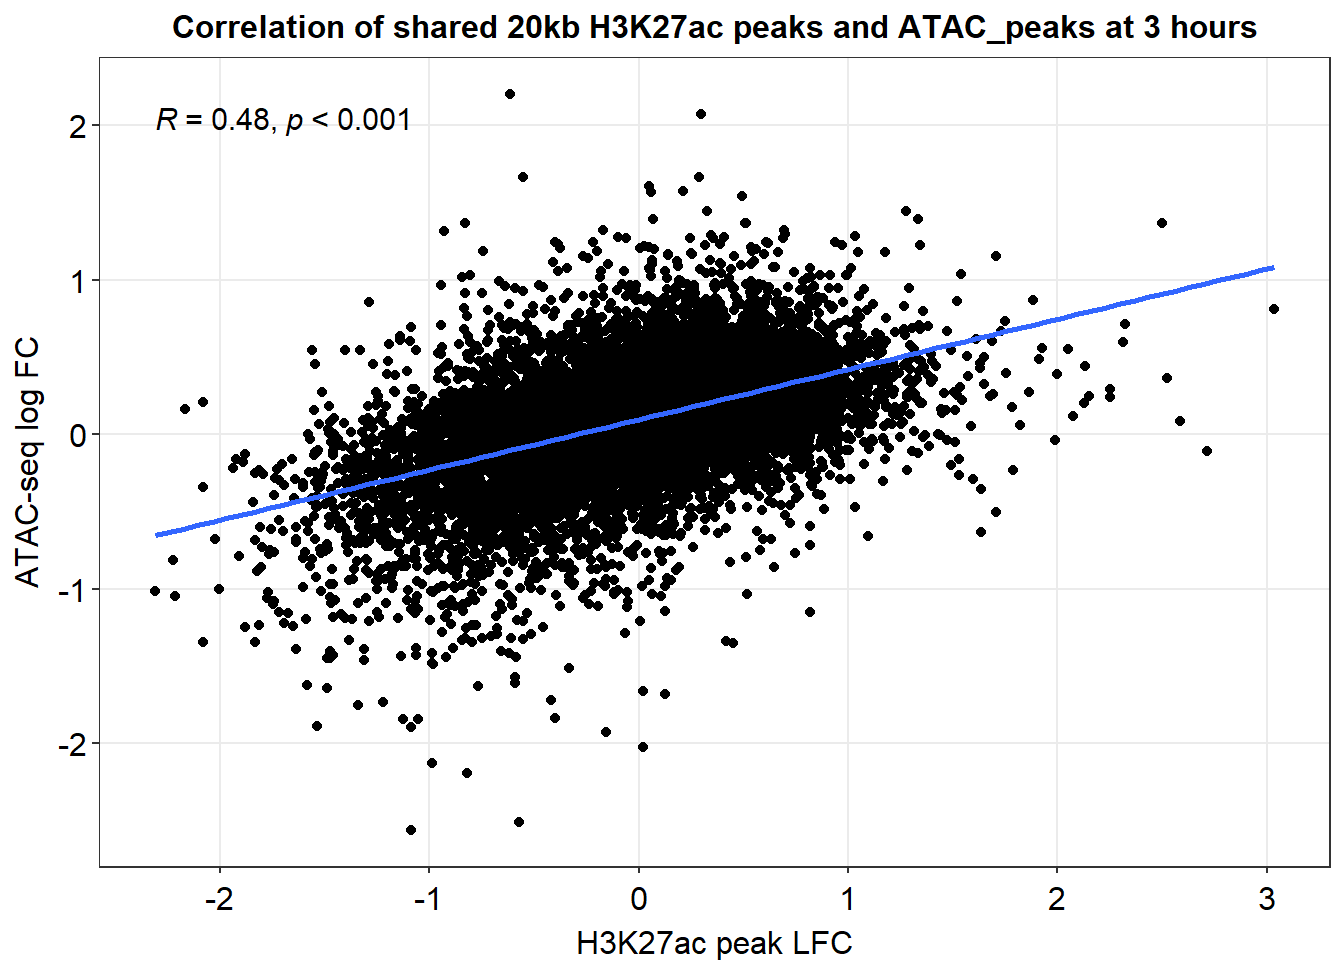 Correlation of shared 20kb H3K27ac peaks and ATAC_peaks at 3 hours
R = 0.48, p < 0.001
2
1
0
-1
-2
ATAC-seq log FC
-2 -1 0 1 2 3
H3K27ac peak LFC